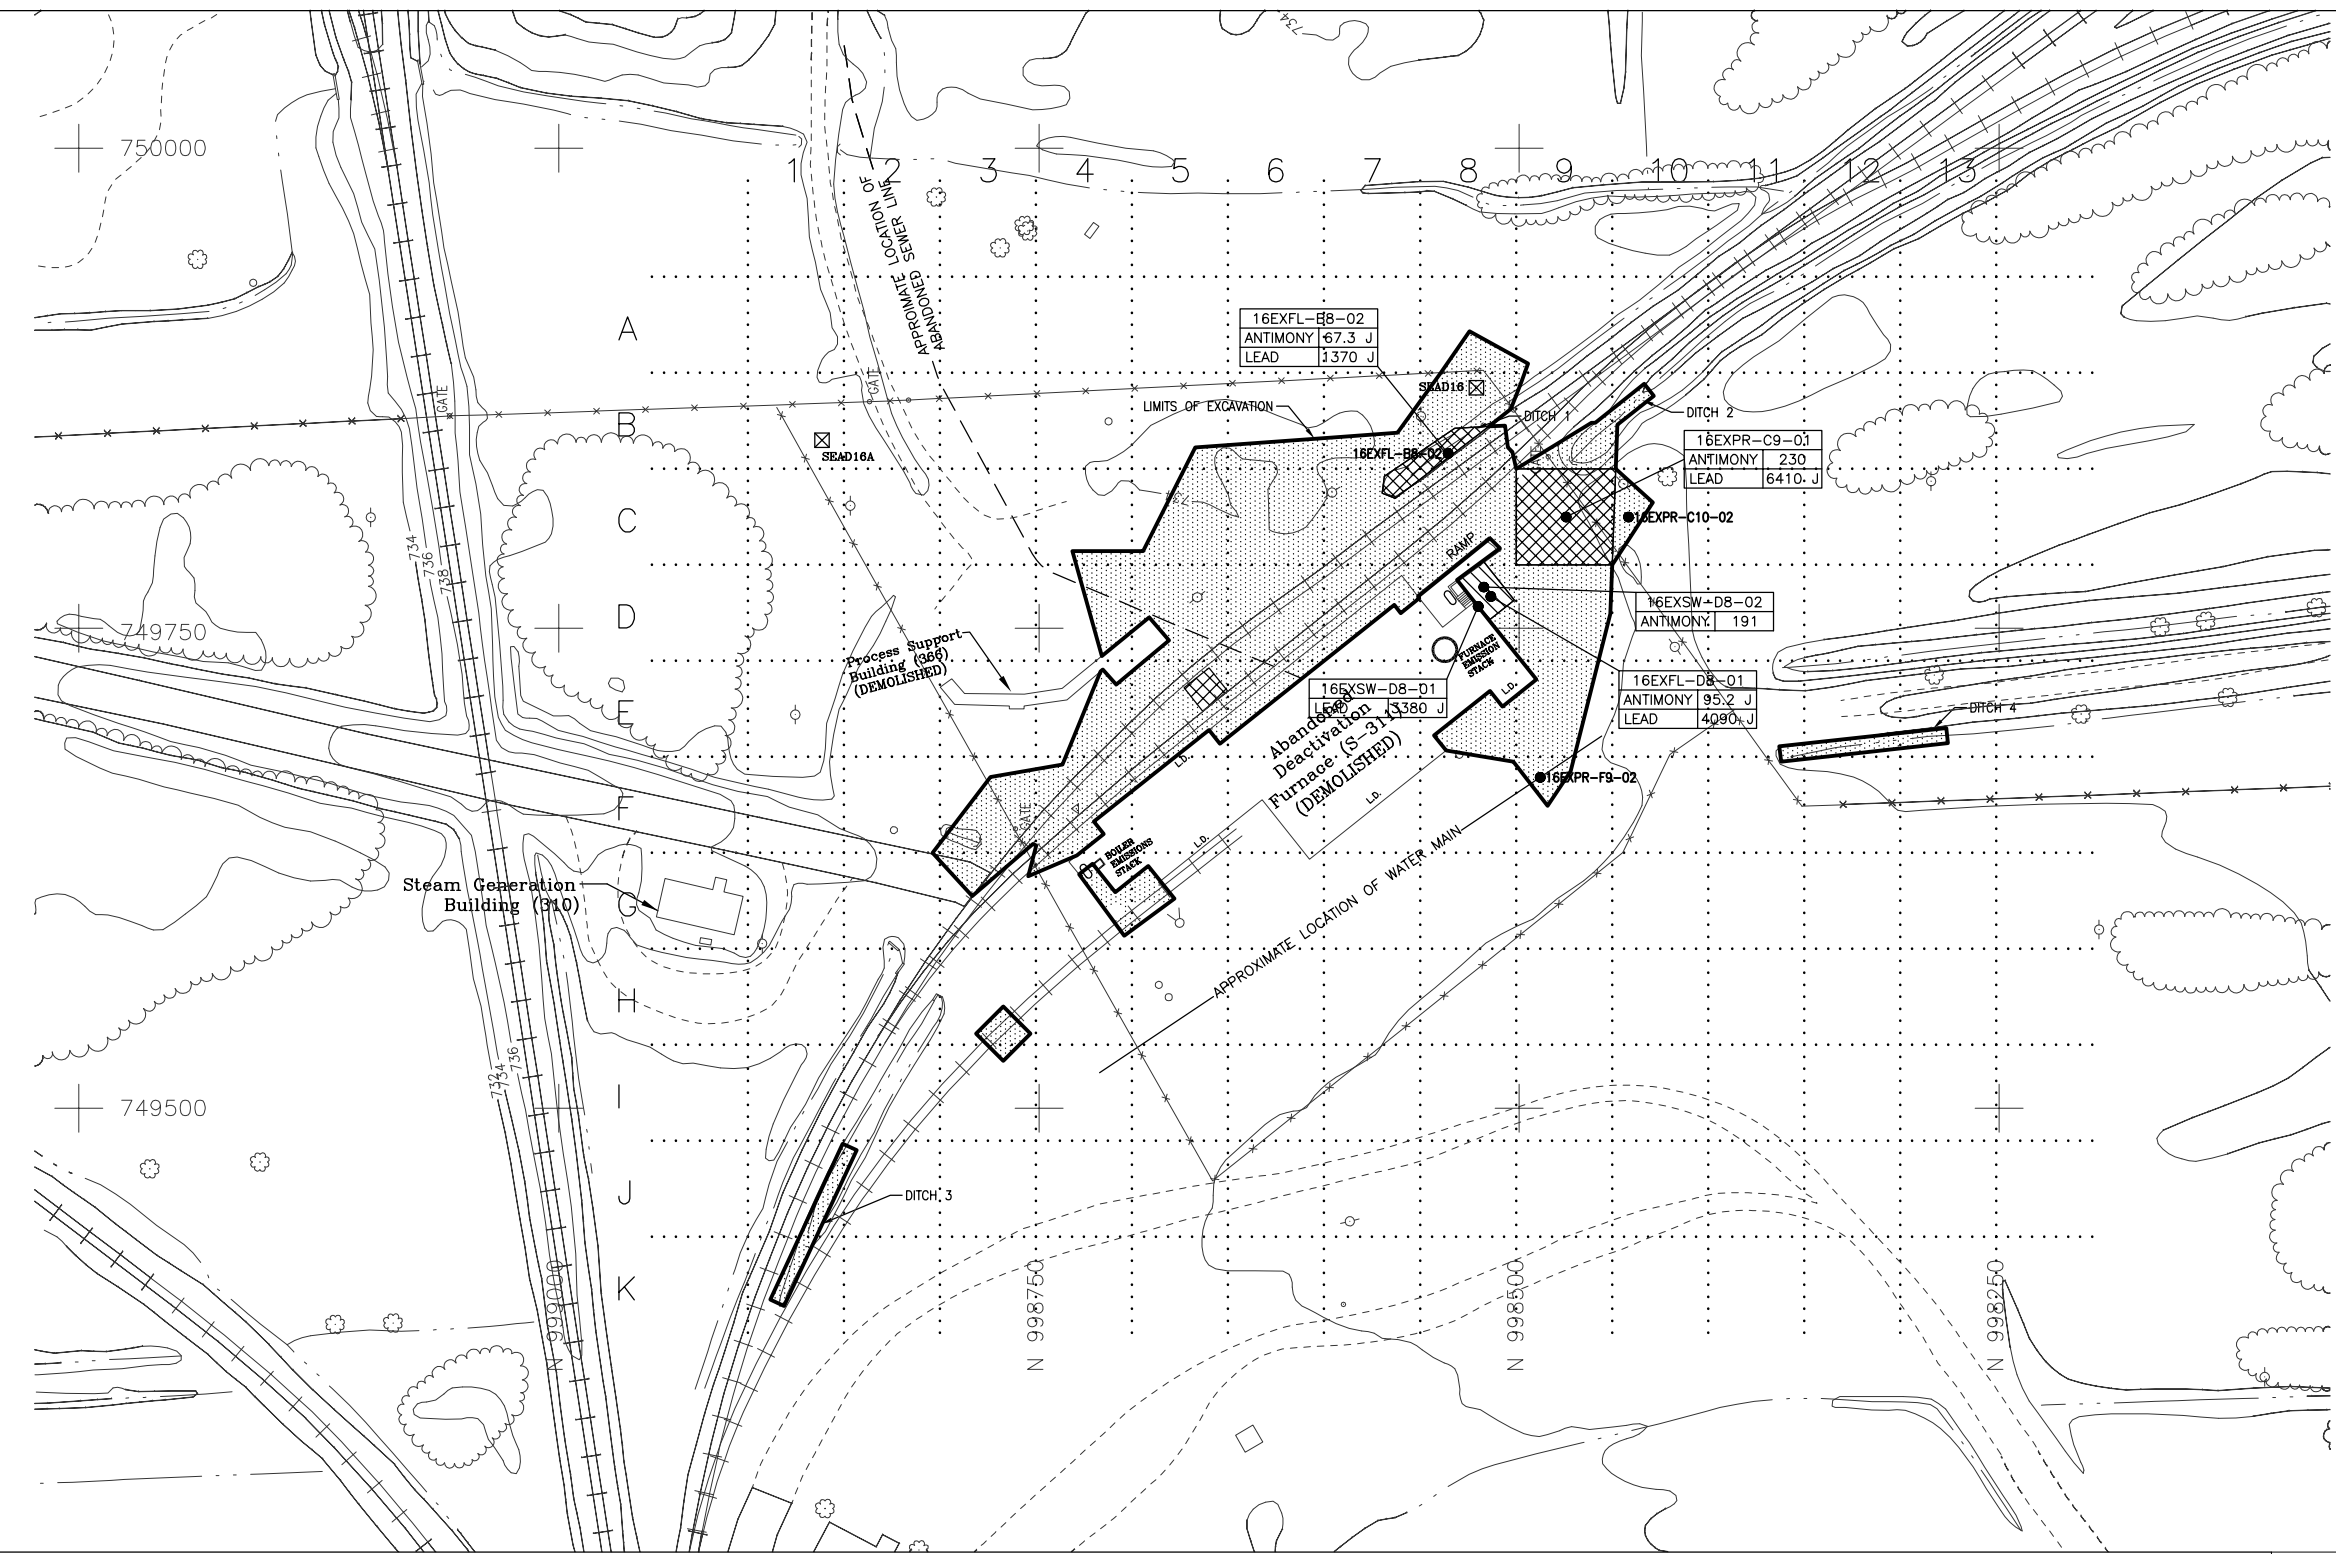 734
750000
1 2 3 4 5 6 7 8 9 10 11 12 13
APPROXIMATE LOCATION OF
ABANDONED SEWER LINE
A
16EXFL-B8-02
ANTIMONY 67.3 J
LEAD 1370 J
GATE
GATE
SEAD16
LIMITS OF EXCAVATION
DITCH 1
DITCH 2
B
SEAD16A
16EXFL-B8-02
16EXPR-C9-01
ANTIMONY 230
LEAD 6410 J
C
16EXPR-C10-02
734
736
738
RAMP
D
749750
16EXSW-D8-02
ANTIMONY 191
Process Support
Building (366)
(DEMOLISHED)
FURNACE
EMISSION
STACK
16EXSW-D8-01
LEAD 3380 J
L.D.
16EXFL-D8-01
ANTIMONY 95.2 J
LEAD 4090 J
E
DITCH 4
Abandoned
Deactivation
Furnace (S-311)
(DEMOLISHED)
L.D.
16EXPR-F9-02
F
GATE
L.D.
L.D.
BOILER
EMISSIONS
STACK
APPROXIMATE LOCATION OF WATER MAIN
Steam Generation
Building (310)
G
H
732
734
736
I
749500
J
DITCH 3
K
N 999000
N 998750
N 998500
N 998250